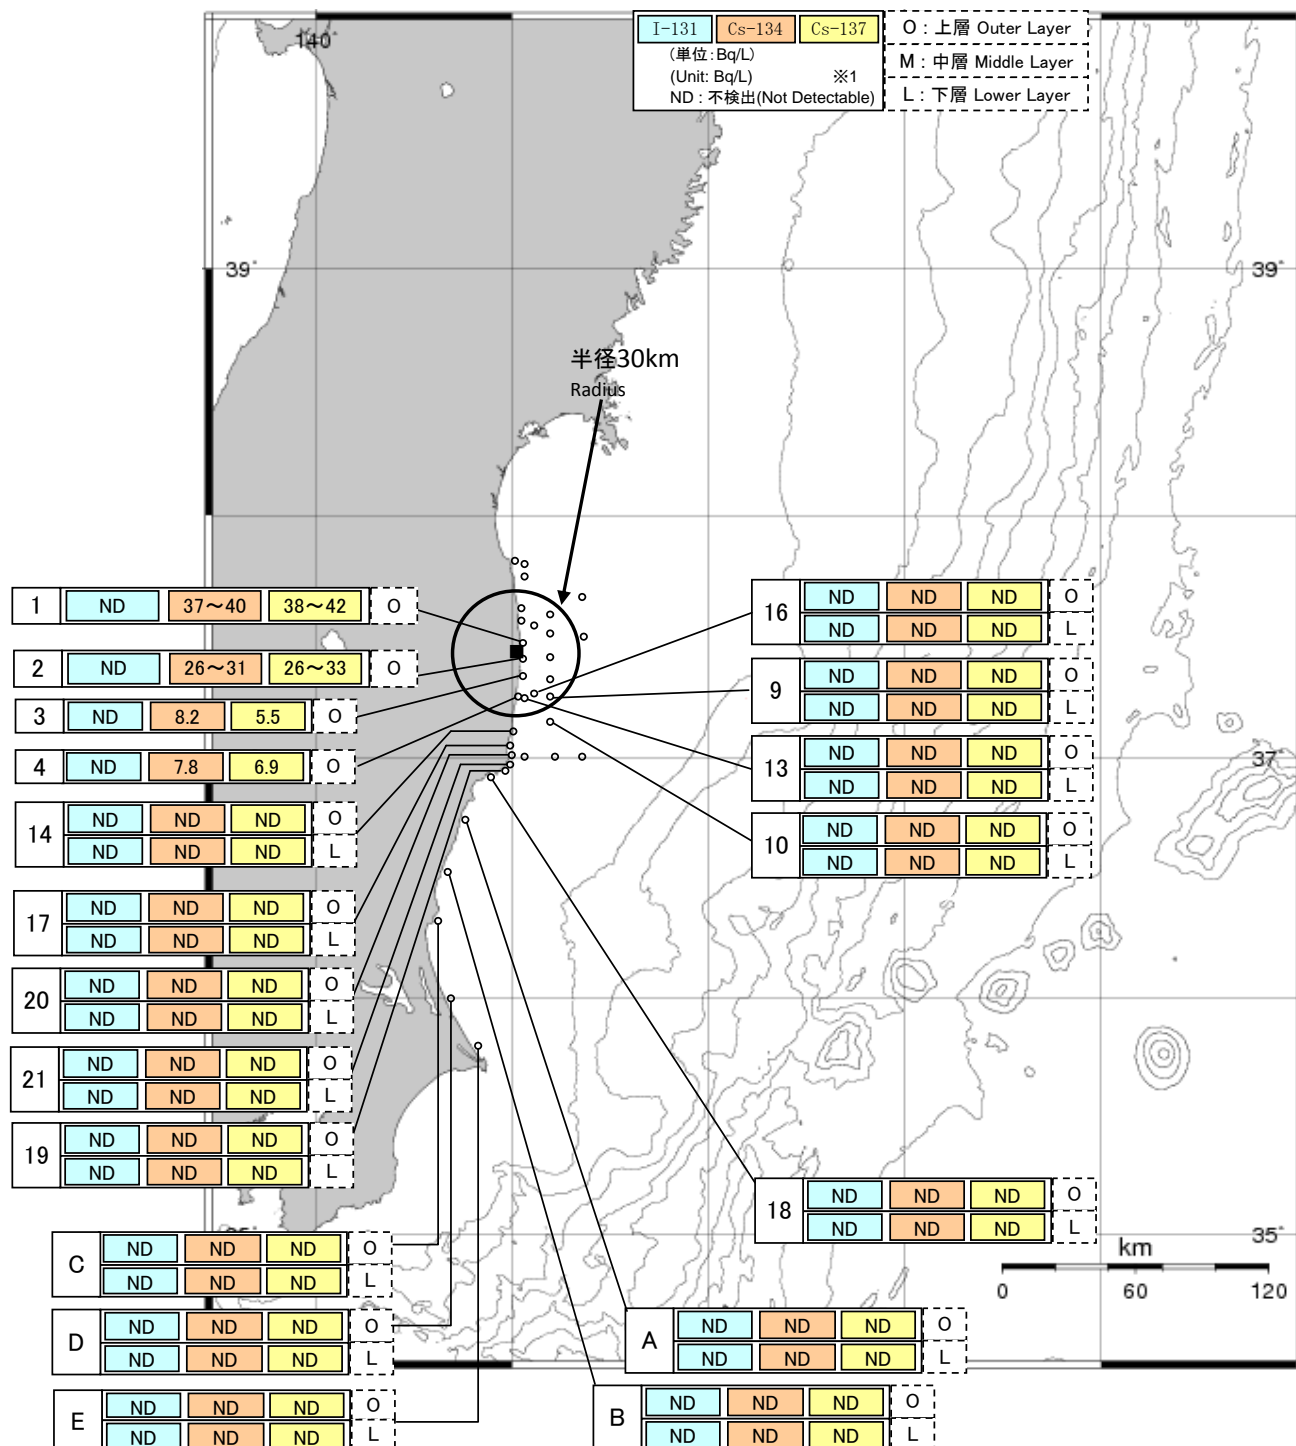 140°
I-131 Cs-134 Cs-137
(単位:Bq/L)
(Unit: Bq/L) ※1
ND : 不検出(Not Detectable)
O : 上層 Outer Layer
M : 中層 Middle Layer
L : 下層 Lower Layer
39° 39°
半径30km
Radius
1 ND 37～40 38～42 O
2 ND 26～31 26～33 O
3 ND 8.2 5.5 O
4 ND 7.8 6.9 O
14 ND ND ND O
ND ND ND L
17 ND ND ND O
ND ND ND L
20 ND ND ND O
ND ND ND L
21 ND ND ND O
ND ND ND L
19 ND ND ND O
ND ND ND L
16 ND ND ND O
ND ND ND L
9 ND ND ND O
ND ND ND L
37°
13 ND ND ND O
ND ND ND L
10 ND ND ND O
ND ND ND L
18 ND ND ND O
ND ND ND L
35°
km
0 60 120
C ND ND ND O
ND ND ND L
D ND ND ND O
ND ND ND L
E ND ND ND O
ND ND ND L
A ND ND ND O
ND ND ND L
B ND ND ND O
ND ND ND L